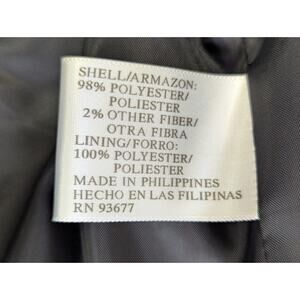 SHELL/ARMAZON:
98% POLYESTER/
POLIESTER
2% OTHER FIBER/
OTRA FIBRA
LINING/FORRO:
100% POLYESTER/
POLIESTER
MADE IN PHILIPPINES
HECHO EN LAS FILIPINAS
RN 93677